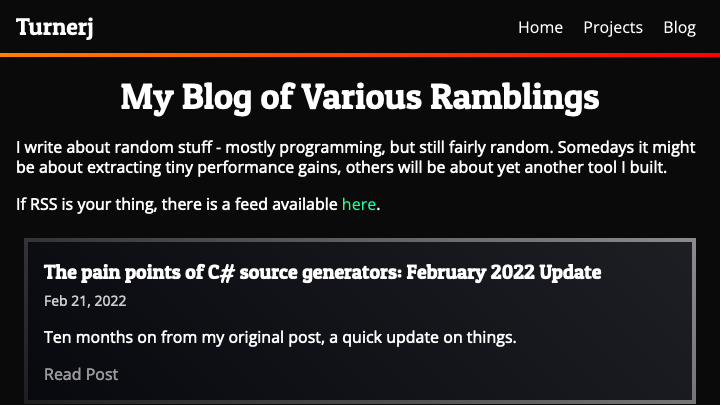 Turnerj
Home Projects Blog
My Blog of Various Ramblings
I write about random stuff - mostly programming, but still fairly random. Somedays it might
be about extracting tiny performance gains, others will be about yet another tool I built.
If RSS is your thing, there is a feed available here.
The pain points of C# source generators: February 2022 Update
Feb 21, 2022
Ten months on from my original post, a quick update on things.
Read Post